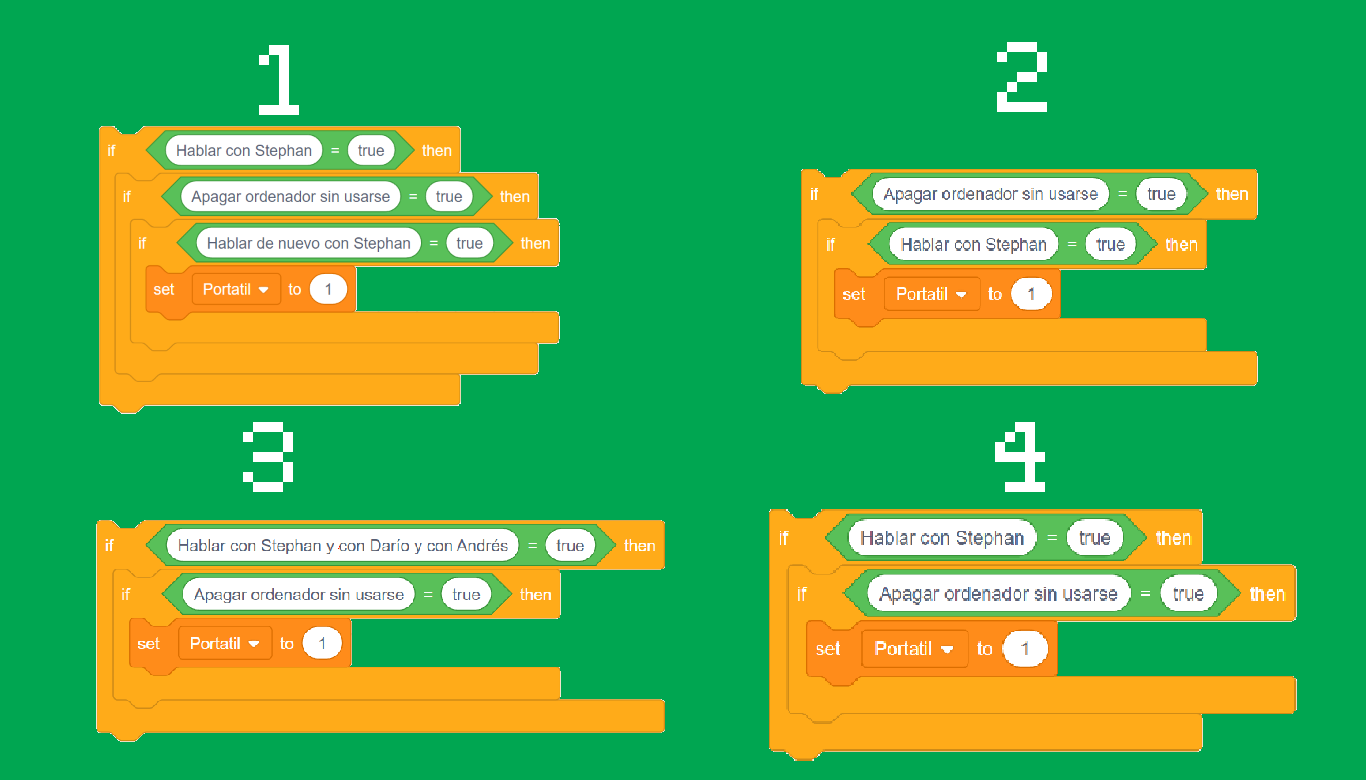 1
if Hablar con Stephan = true then
if Apagar ordenador sin usarse = true then
if Hablar de nuevo con Stephan = true then
set Portatil to 1
2
if Apagar ordenador sin usarse = true then
if Hablar con Stephan = true then
set Portatil to 1
3
if Hablar con Stephan y con Darío y con Andrés = true then
if Apagar ordenador sin usarse = true then
set Portatil to 1
4
if Hablar con Stephan = true then
if Apagar ordenador sin usarse = true then
set Portatil to 1